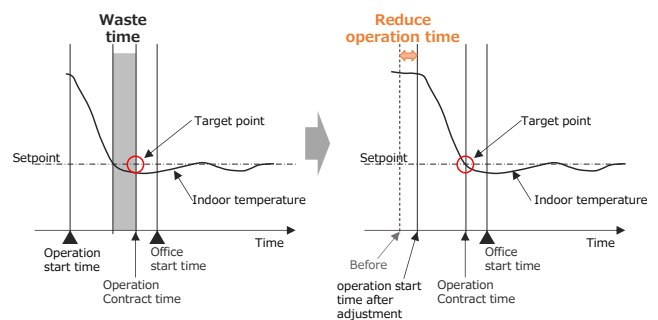 Waste
time
Target point
Setpoint
Indoor temperature
Time
Operation
start time
Office
start time
Operation
Contract time
Reduce
operation time
Target point
Setpoint
Indoor temperature
Time
Before
operation start
time after
adjustment
Office
start time
Operation
Contract time